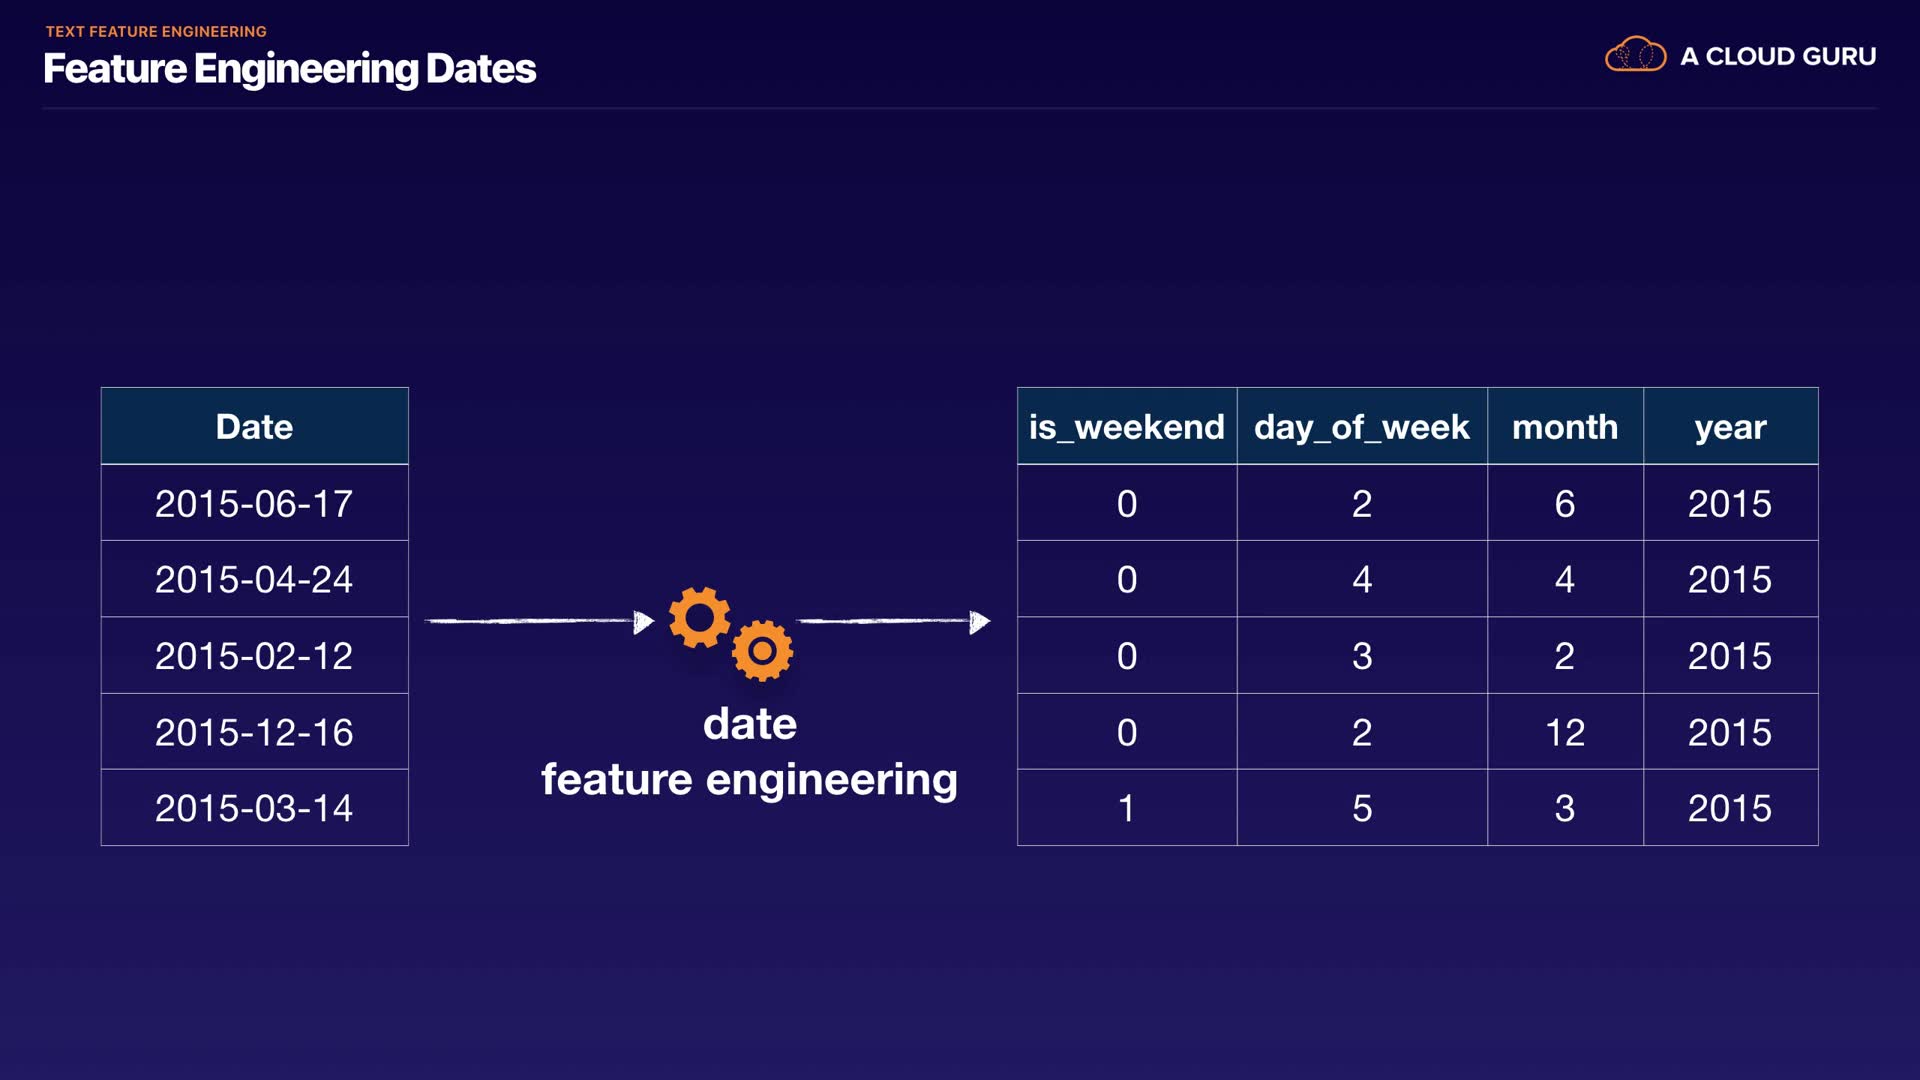 TEXT FEATURE ENGINEERING
Feature Engineering Dates
A CLOUD GURU
Date
2015-06-17
2015-04-24
2015-02-12
2015-12-16
2015-03-14
date
feature engineering
is_weekend day_of_week month year
0 2 6 2015
0 4 4 2015
0 3 2 2015
0 2 12 2015
1 5 3 2015